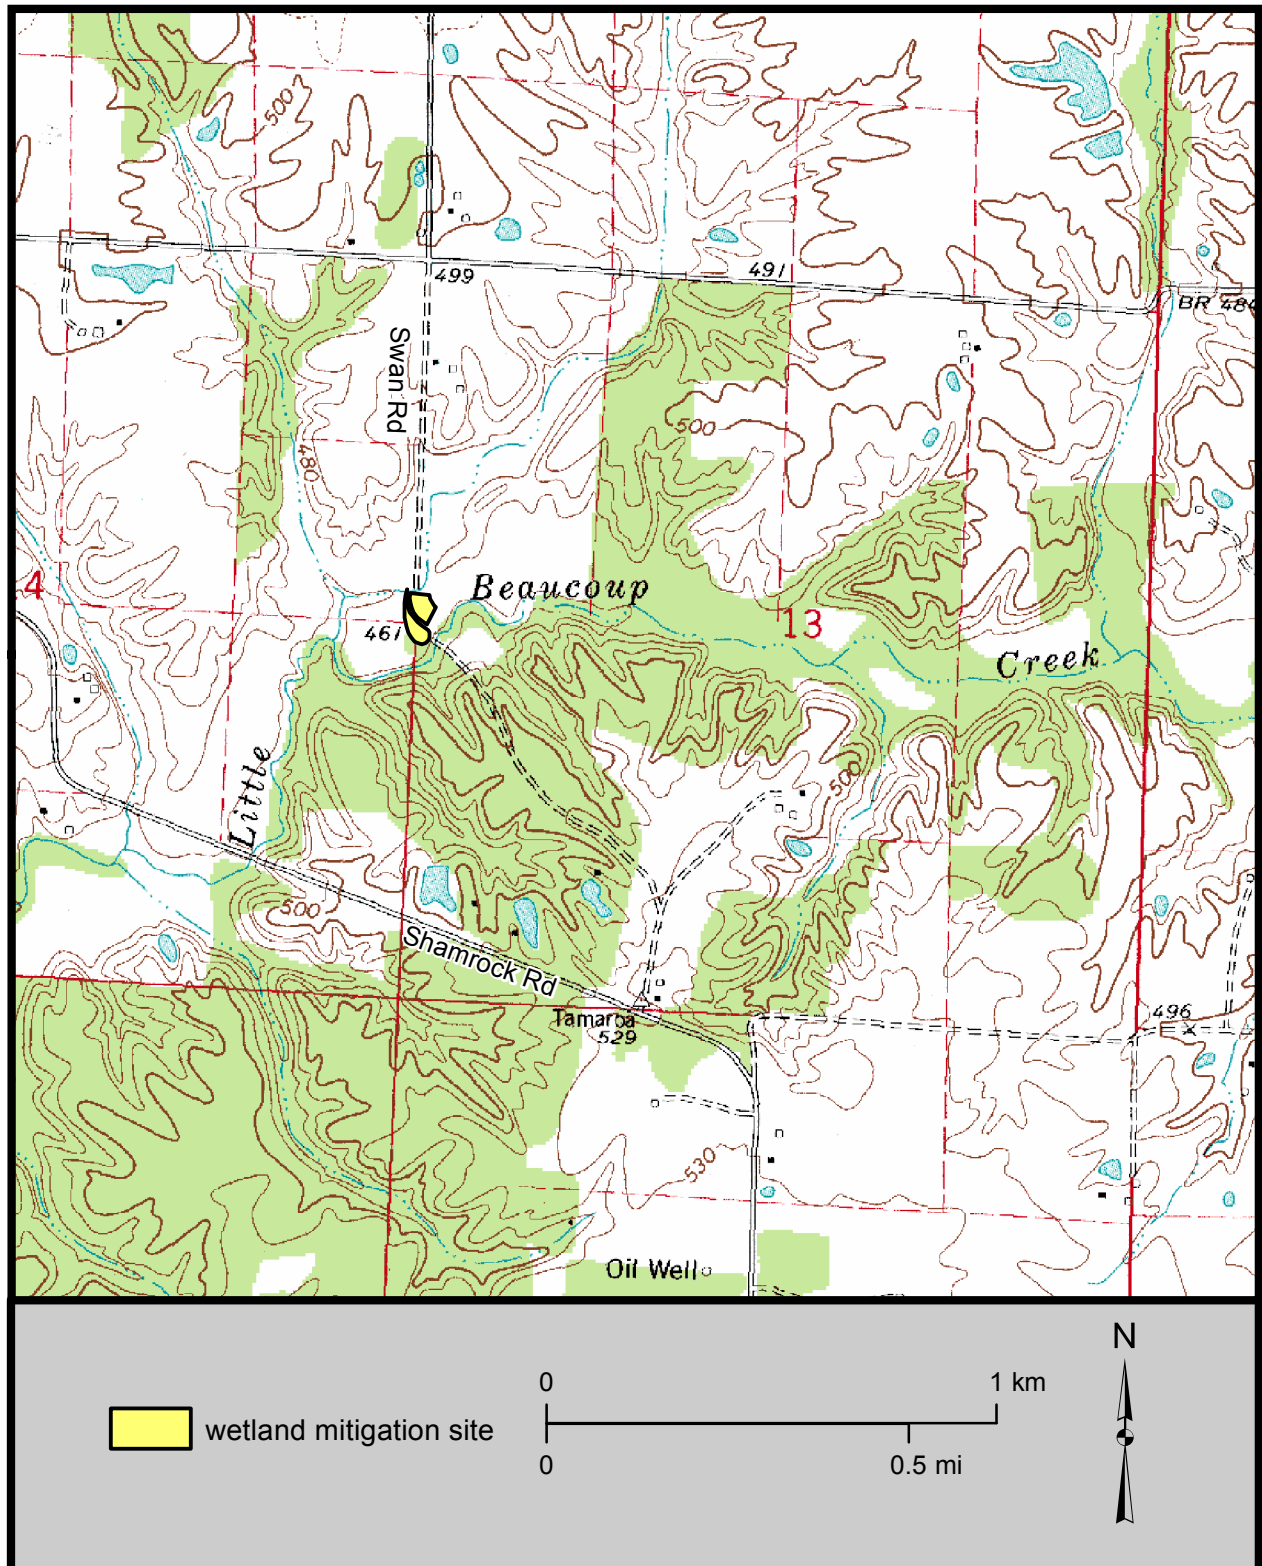 500
499
491
BR 484
Swan Rd
500
480
4
Beaucoup
13
461
Creek
Little
500
500
Shamrock Rd
Tamaroa
529
496
530
Oil Well
N
0
1 km
wetland mitigation site
0
0.5 mi